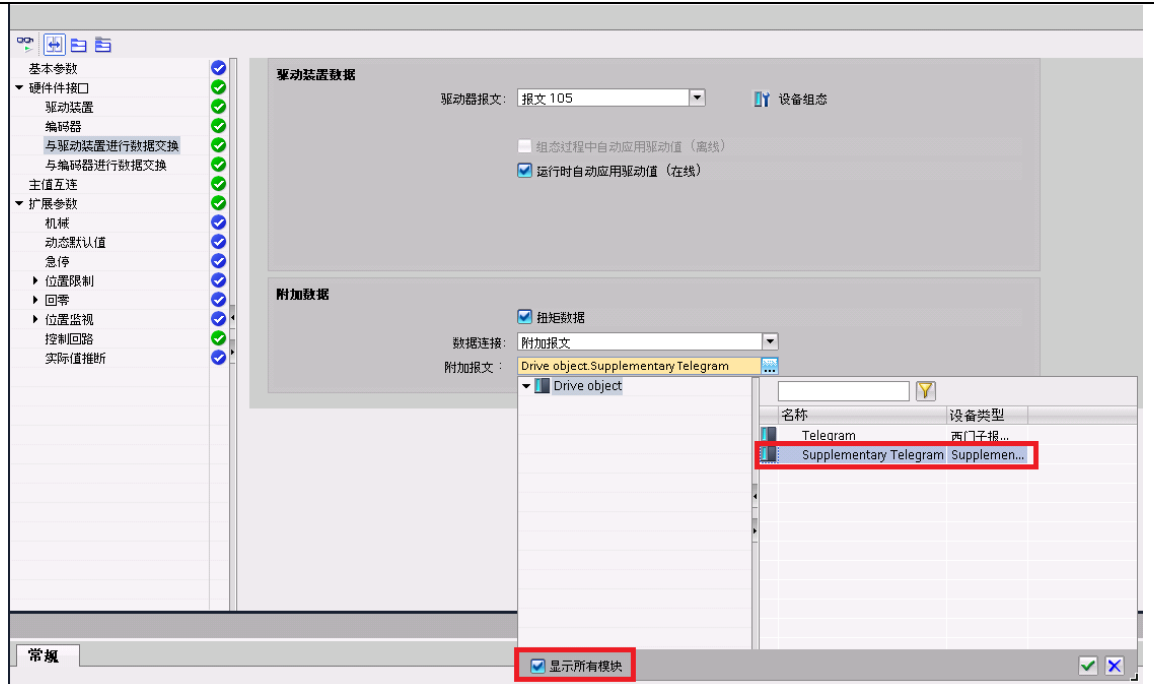 基本参数
硬件件接口
驱动装置
编码器
与驱动装置进行数据交换
与编码器进行数据交换
主值互连
扩展参数
机械
动态默认值
急停
位置限制
回零
位置监视
控制回路
实际值推断
驱动装置数据
驱动器报文: 报文 105
设备组态
组态过程中自动应用驱动值（离线）
运行时自动应用驱动值（在线）
附加数据
扭矩数据
数据连接: 附加报文
附加报文: Drive object.Supplementary Telegram
Drive object
名称 设备类型
Telegram 西门子报...
Supplementary Telegram Supplemen...
显示所有模块
常规